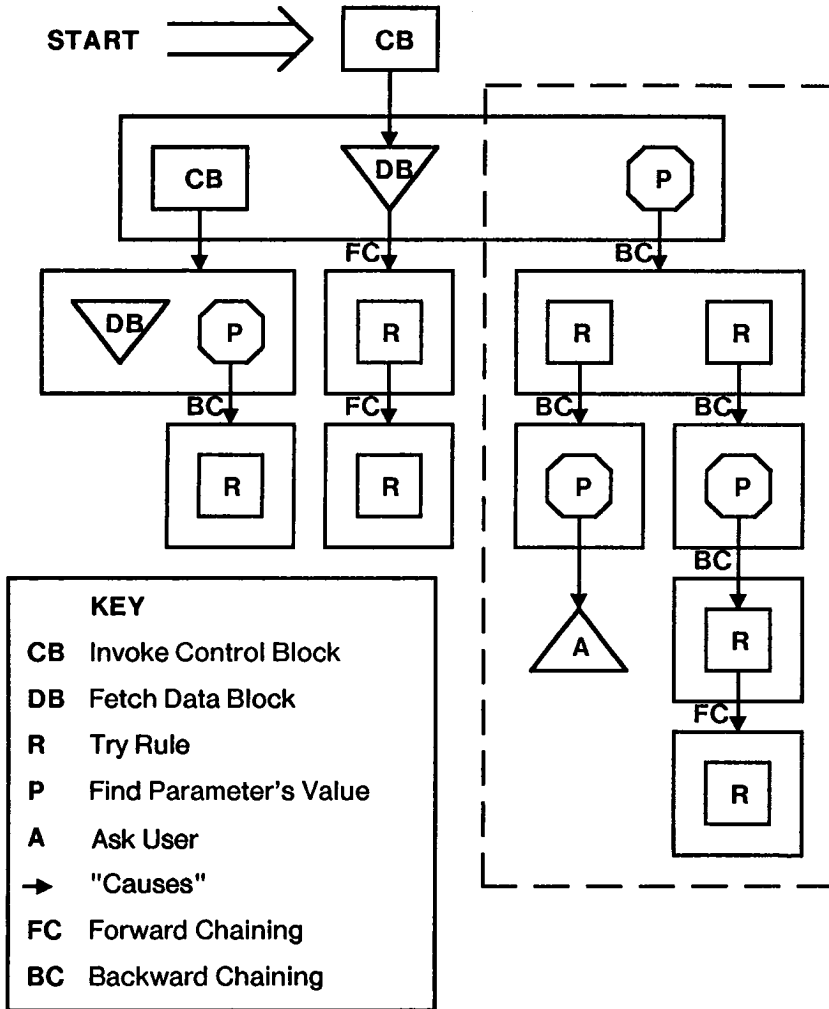 START CB
CB DB P
FC BC
DB P R R R
BC FC BC BC
R R P P
BC
A R
FC
R
KEY
CB Invoke Control Block
DB Fetch Data Block
R Try Rule
P Find Parameter's Value
A Ask User
→ "Causes"
FC Forward Chaining
BC Backward Chaining